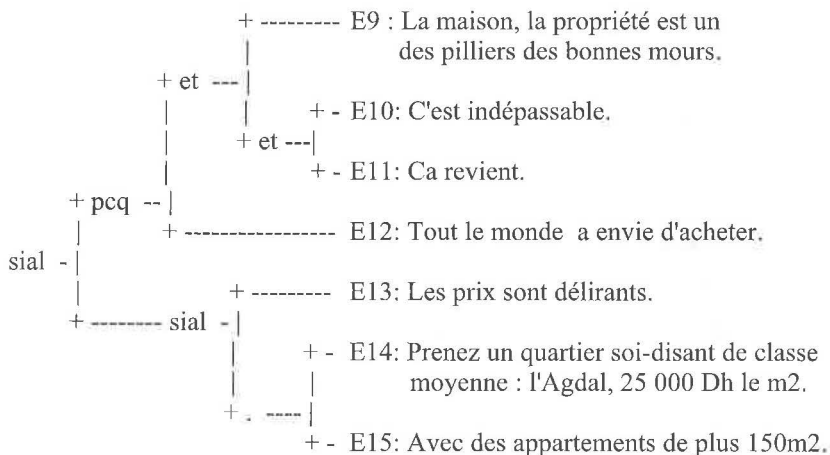 + -------- E9 : La maison, la propriété est un
des pilliers des bonnes mours.
+ et ---
+ - E10: C'est indépassable.
+ et ---
+ - E11: Ca revient.
+ pcq --
+ --------------- E12: Tout le monde a envie d'acheter.
sial -
+ -------- E13: Les prix sont délirants.
+ -------- sial -
+ - E14: Prenez un quartier soi-disant de classe
moyenne : l'Agdal, 25 000 Dh le m2.
+. ----
+ - E15: Avec des appartements de plus 150m2.